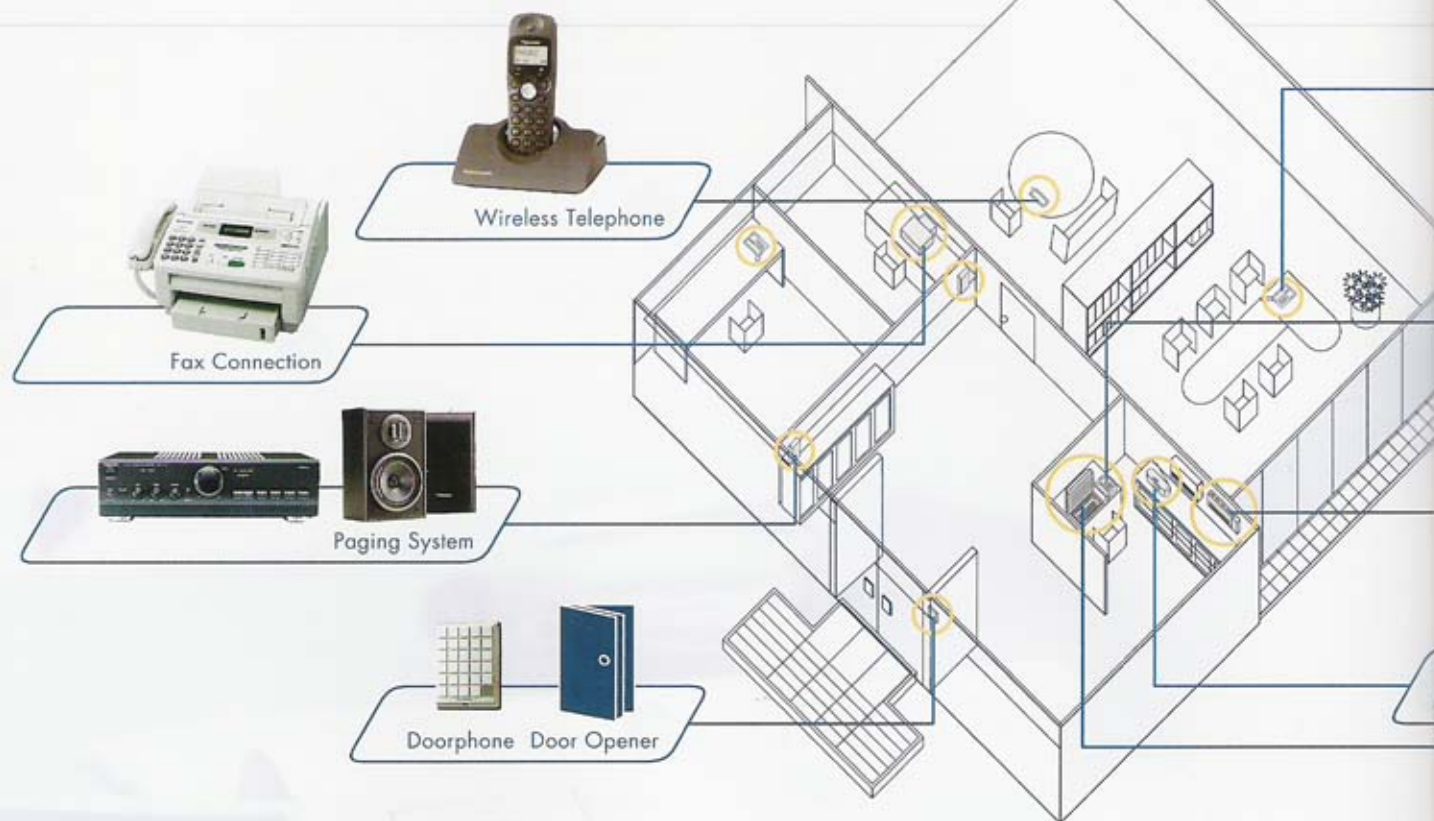 Wireless Telephone
Fax Connection
Paging System
Doorphone Door Opener